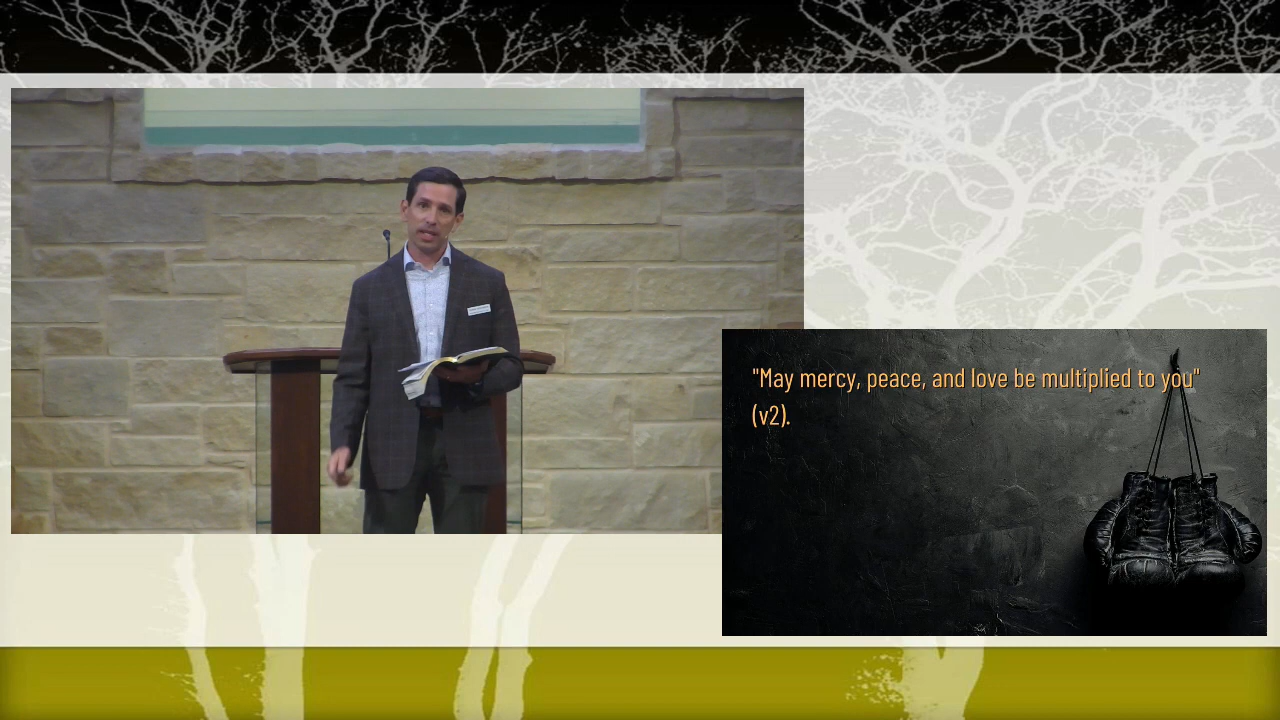 "May mercy, peace, and love be multiplied to you"
(v2).